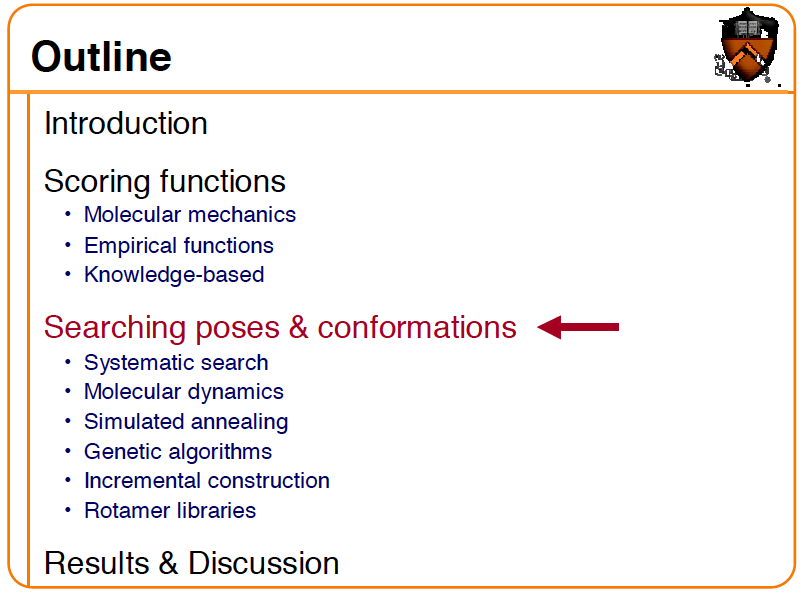 Outline
Introduction
Scoring functions
• Molecular mechanics
• Empirical functions
• Knowledge-based
Searching poses & conformations
• Systematic search
• Molecular dynamics
• Simulated annealing
• Genetic algorithms
• Incremental construction
• Rotamer libraries
Results & Discussion